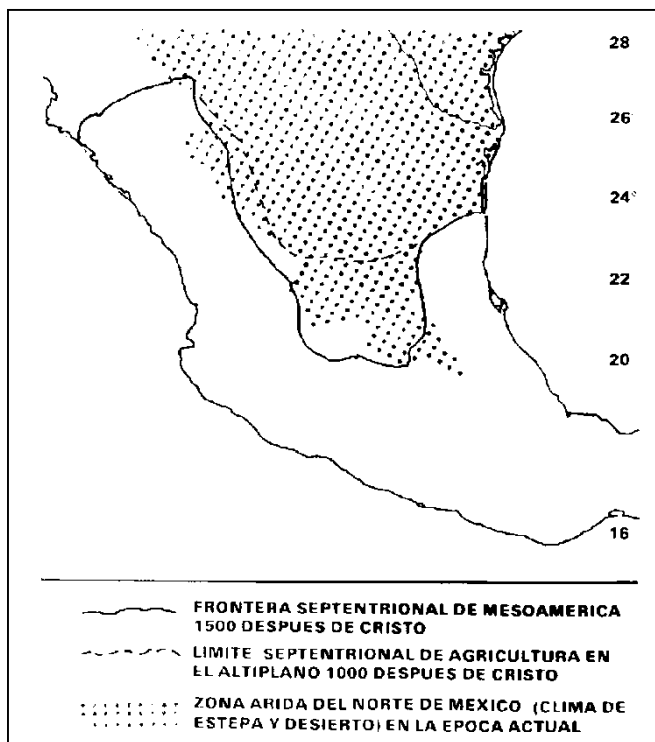 28
26
24°
22
20
16
FRONTERA SEPTENTRIONAL DE MESOAMERICA
1500 DESPUES DE CRISTO
LIMITE SEPTENTRIONAL DE AGRICULTURA EN
EL ALTIPLANO 1000 DESPUES DE CRISTO
ZONA ARIDA DEL NORTE DE MEXICO (CLIMA DE
ESTEPA Y DESIERTO) EN LA EPOCA ACTUAL